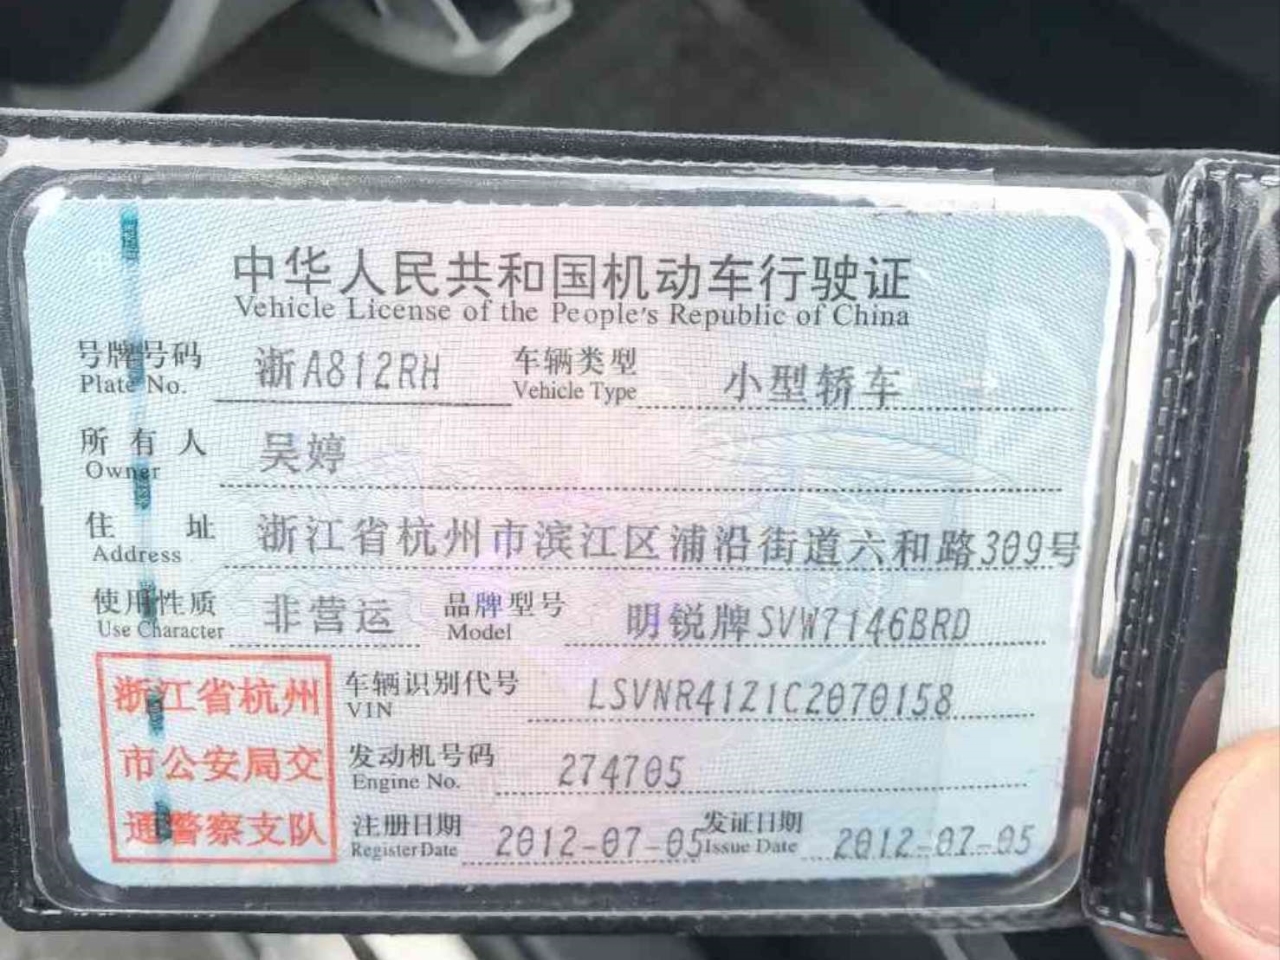 中华人民共和国机动车行驶证
Vehicle License of the People's Republic of China
号牌号码 浙A812RH 车辆类型 小型轿车
Plate No. Vehicle Type
所有人 吴婷
Owner
住址 浙江省杭州市滨江区浦沿街道六和路309号
Address
使用性质 非营运 品牌型号 明锐牌SVW7146BRD
Use Character Model
浙江省杭州
市公安局交
通警察支队
车辆识别代号 LSVNR41Z1C2070158
VIN
发动机号码 274705
Engine No.
注册日期 2012-07-05 发证日期 2012-07-05
Register Date Issue Date